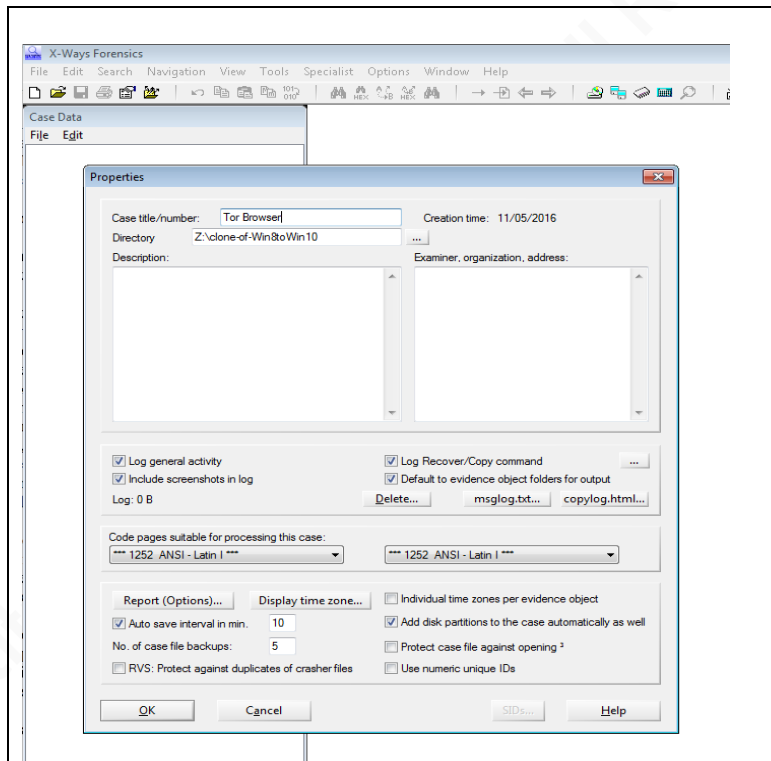 X-Ways Forensics
File Edit Search Navigation View Tools Specialist Options Window Help
Case Data
File Edit
Properties
Case title/number: Tor Browser Creation time: 11/05/2016
Directory Z:\clone-of-Win8toWin10 ...
Description: Examiner, organization, address:
Log general activity Log Recover/Copy command ...
Include screenshots in log Default to evidence object folders for output
Log: 0 B Delete... msglog.txt... copylog.html...
Code pages suitable for processing this case:
*** 1252 ANSI - Latin I *** *** 1252 ANSI - Latin I ***
Report (Options)... Display time zone... Individual time zones per evidence object
Auto save interval in min. 10 Add disk partitions to the case automatically as well
No. of case file backups: 5 Protect case file against opening ³
RVS: Protect against duplicates of crasher files Use numeric unique IDs
OK Cancel SIDs... Help